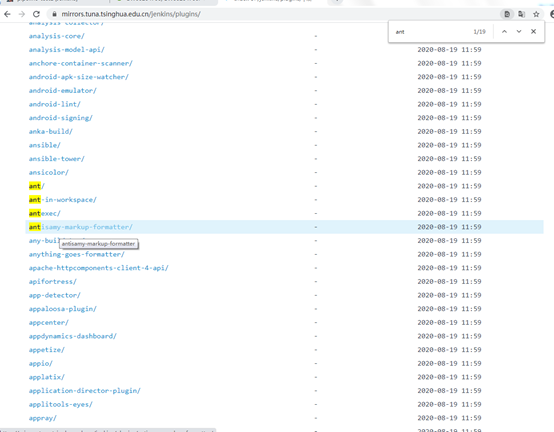 mirrors.tuna.tsinghua.edu.cn/jenkins/plugins/
ant 1/19
analysis-collector/
analysis-core/ - 2020-08-19 11:59
analysis-model-api/ - 2020-08-19 11:59
anchore-container-scanner/ - 2020-08-19 11:59
android-apk-size-watcher/ - 2020-08-19 11:59
android-emulator/ - 2020-08-19 11:59
android-lint/ - 2020-08-19 11:59
android-signing/ - 2020-08-19 11:59
anka-build/ - 2020-08-19 11:59
ansible/ - 2020-08-19 11:59
ansible-tower/ - 2020-08-19 11:59
ansicolor/ - 2020-08-19 11:59
ant/ - 2020-08-19 11:59
ant-in-workspace/ - 2020-08-19 11:59
antexec/ - 2020-08-19 11:59
antisamy-markup-formatter/ - 2020-08-19 11:59
any-bui - 2020-08-19 11:59
antisamy-markup-formatter
anything-goes-formatter/ - 2020-08-19 11:59
apache-httpcomponents-client-4-api/ - 2020-08-19 11:59
apifortress/ - 2020-08-19 11:59
app-detector/ - 2020-08-19 11:59
appaloosa-plugin/ - 2020-08-19 11:59
appcenter/ - 2020-08-19 11:59
appdynamics-dashboard/ - 2020-08-19 11:59
appetize/ - 2020-08-19 11:59
appio/ - 2020-08-19 11:59
applatix/ - 2020-08-19 11:59
application-director-plugin/ - 2020-08-19 11:59
applitools-eyes/ - 2020-08-19 11:59
appray/ - 2020-08-19 11:59